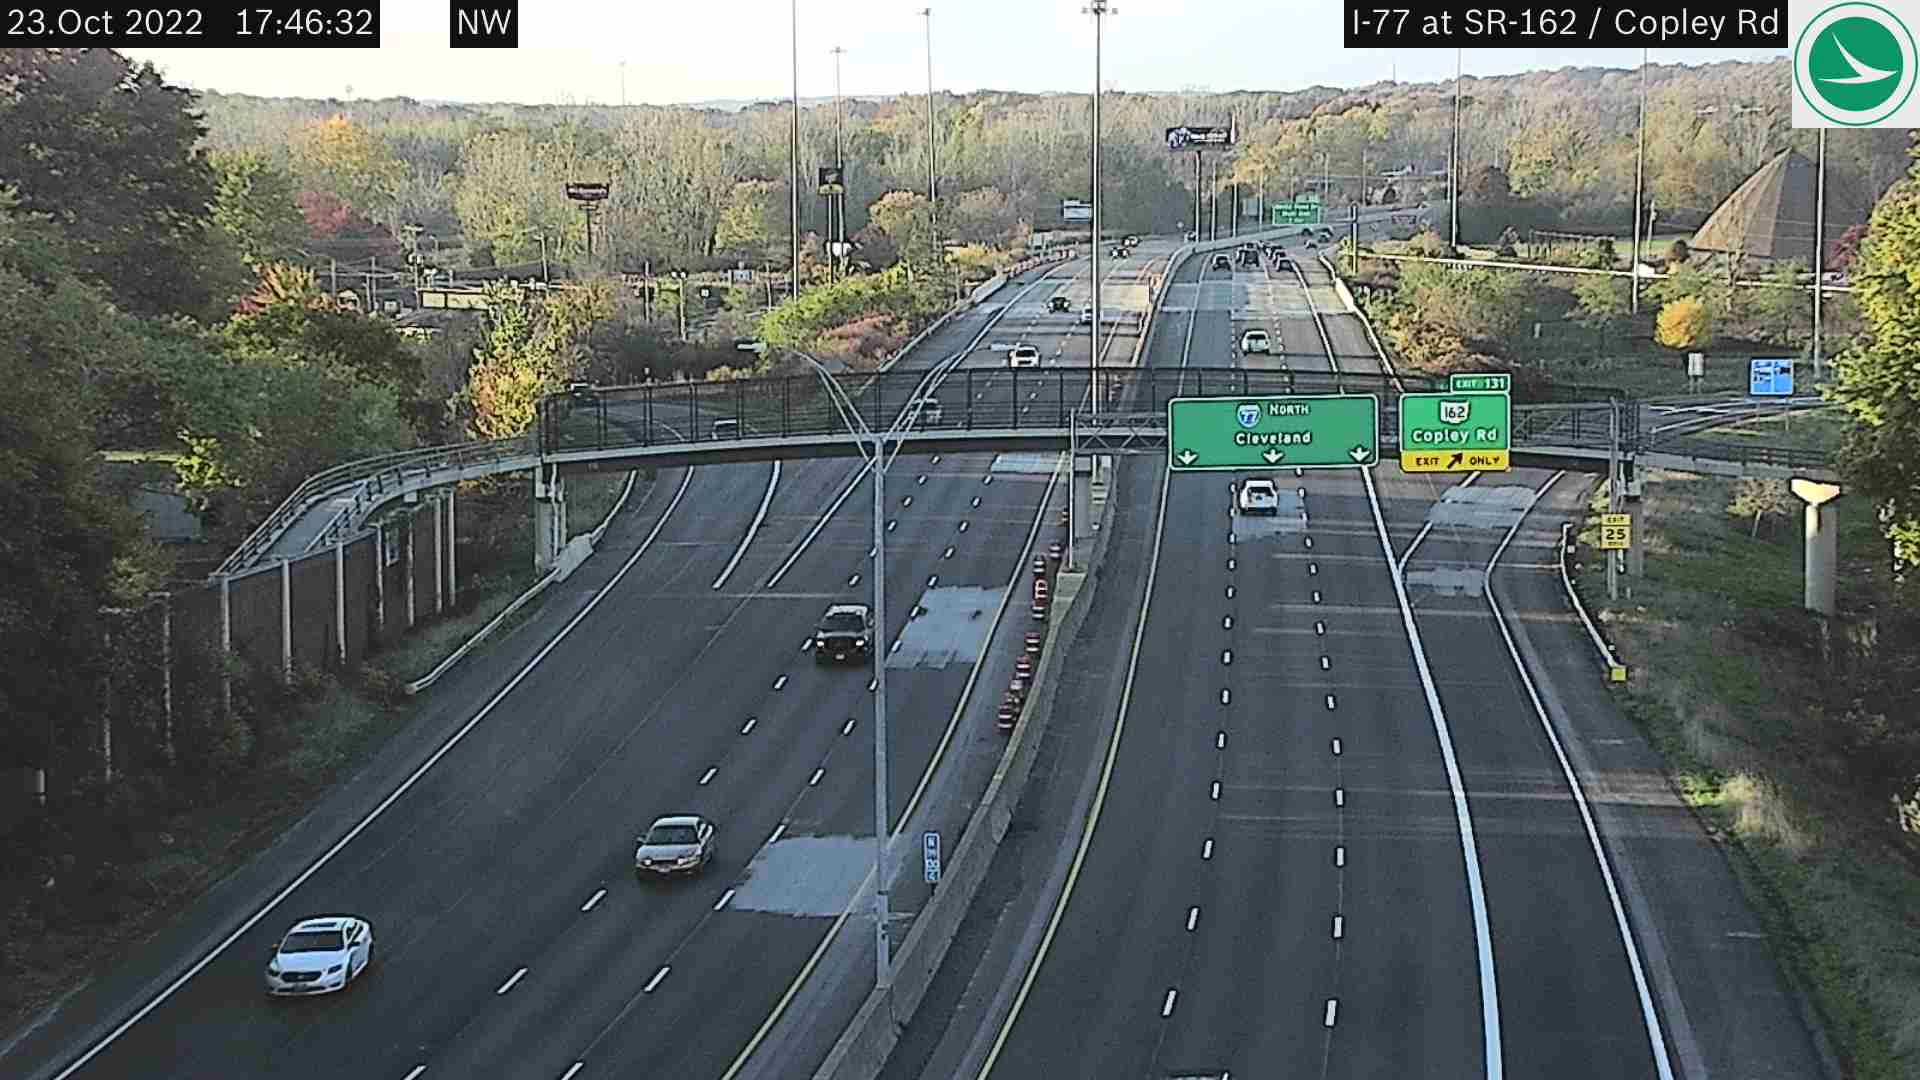 23.Oct 2022 17:46:32
NW
I-77 at SR-162 / Copley Rd
EXIT 131
77 NORTH
Cleveland
162
Copley Rd
EXIT ONLY
EXIT
25